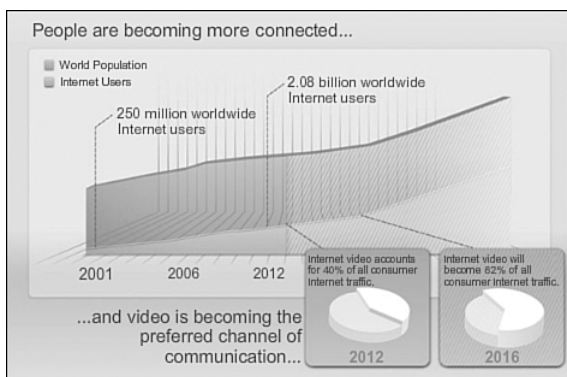 People are becoming more connected...
World Population
Internet Users
2.08 billion worldwide
Internet users
250 million worldwide
Internet users
2001
2006
2012
Internet video accounts
for 40% of all consumer
Internet traffic.
2012
Internet video will
become 62% of all
consumer Internet traffic.
2016
...and video is becoming the
preferred channel of
communication...